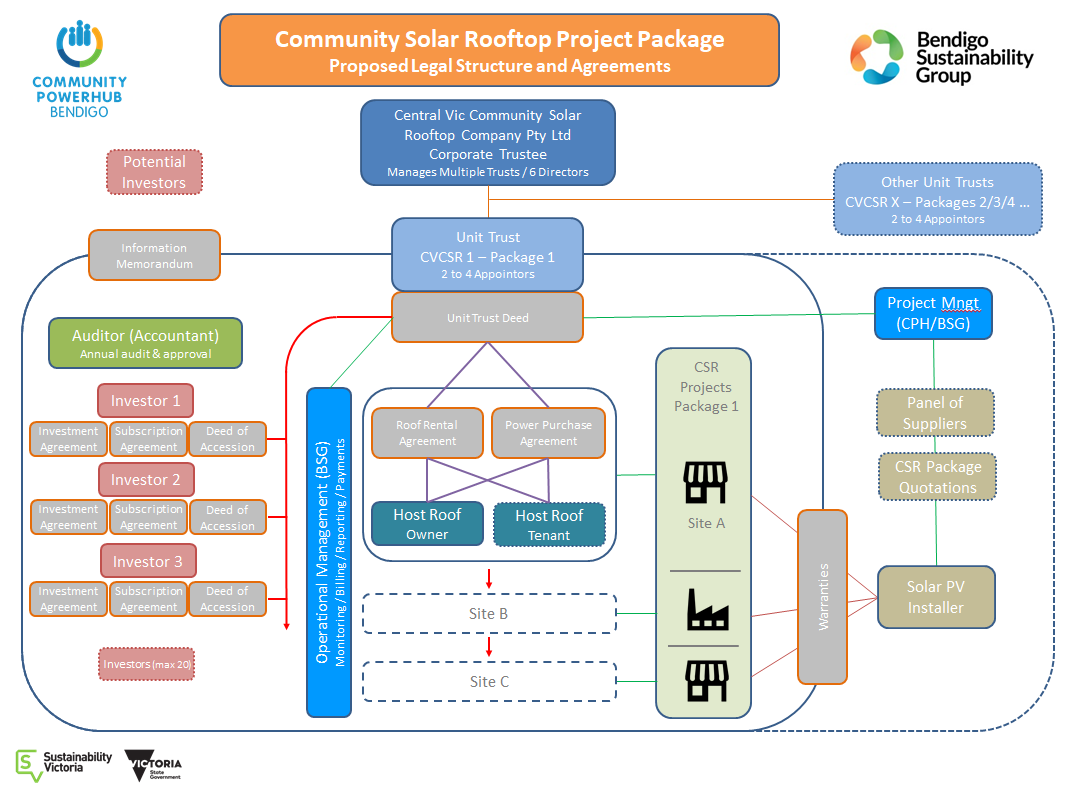 COMMUNITY
POWERHUB
BENDIGO
Community Solar Rooftop Project Package
Proposed Legal Structure and Agreements
Bendigo
Sustainability
Group
Central Vic Community Solar
Rooftop Company Pty Ltd
Corporate Trustee
Manages Multiple Trusts / 6 Directors
Potential
Investors
Other Unit Trusts
CVCSR X – Packages 2/3/4 ...
2 to 4 Appointors
Unit Trust
CVCSR 1 – Package 1
2 to 4 Appointors
Information
Memorandum
Unit Trust Deed
Project Mngt
(CPH/BSG)
Auditor (Accountant)
Annual audit & approval
CSR
Projects
Package 1
Investor 1
Investment
Agreement
Subscription
Agreement
Deed of
Accession
Roof Rental
Agreement
Power Purchase
Agreement
Panel of
Suppliers
Investor 2
Investment
Agreement
Subscription
Agreement
Deed of
Accession
CSR Package
Quotations
Host Roof
Owner
Host Roof
Tenant
Site A
Investor 3
Investment
Agreement
Subscription
Agreement
Deed of
Accession
Operational Management (BSG)
Monitoring / Billing / Reporting / Payments
Site B
Warranties
Solar PV
Installer
Investors (max 20)
Site C
S
Sustainability
Victoria
VICTORIA
State
Government